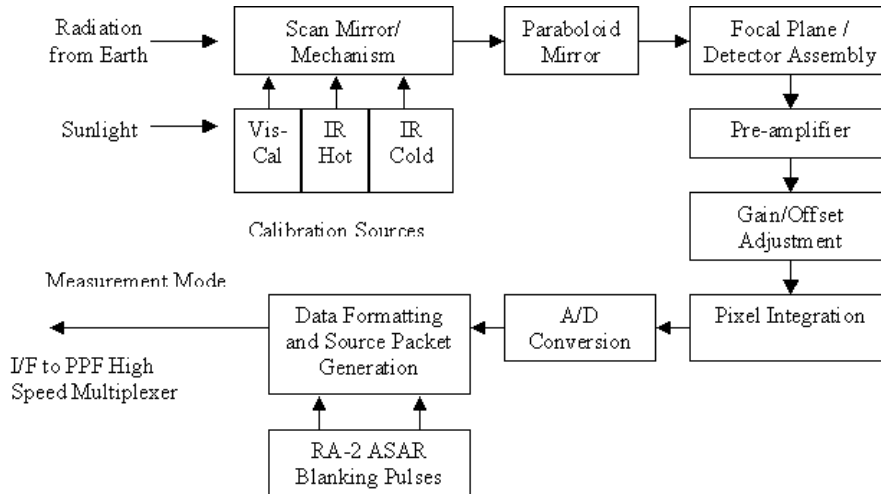 Radiation
from Earth
Scan Mirror/
Mechanism
Paraboloid
Mirror
Focal Plane /
Detector Assembly
Sunlight
Vis-
Cal
IR
Hot
IR
Cold
Pre-amplifier
Calibration Sources
Gain/Offset
Adjustment
Measurement Mode
Data Formatting
and Source Packet
Generation
A/D
Conversion
Pixel Integration
I/F to PPF High
Speed Multiplexer
RA-2 ASAR
Blanking Pulses